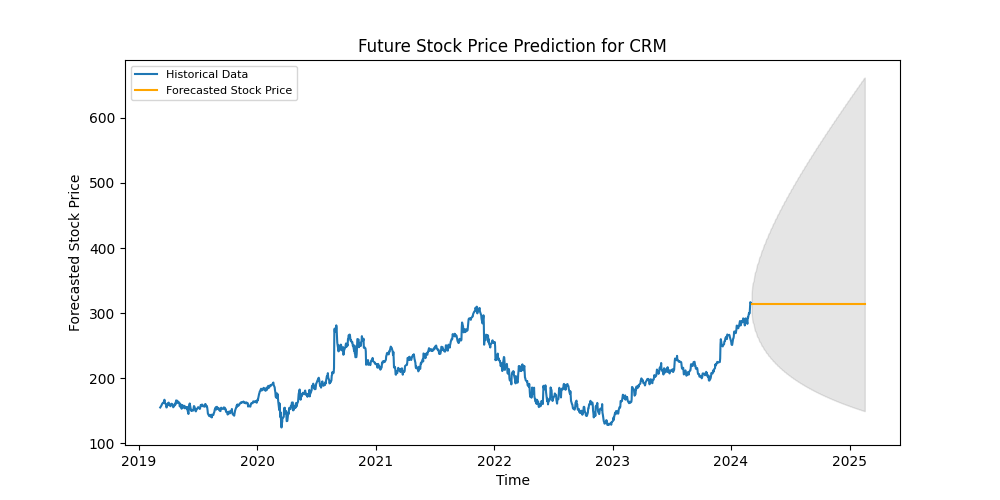 Future Stock Price Prediction for CRM
Historical Data
Forecasted Stock Price
Forecasted Stock Price
600
500
400
300
200
100
2019 2020 2021 2022 2023 2024 2025
Time